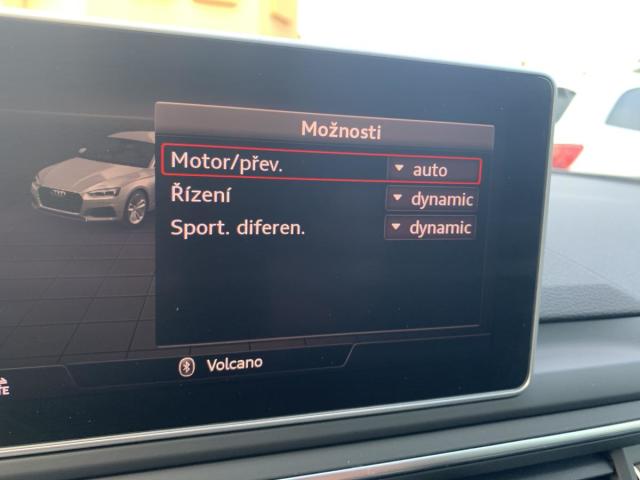 Možnosti
Motor/přev. auto
Řízení dynamic
Sport. diferen. dynamic
Volcano